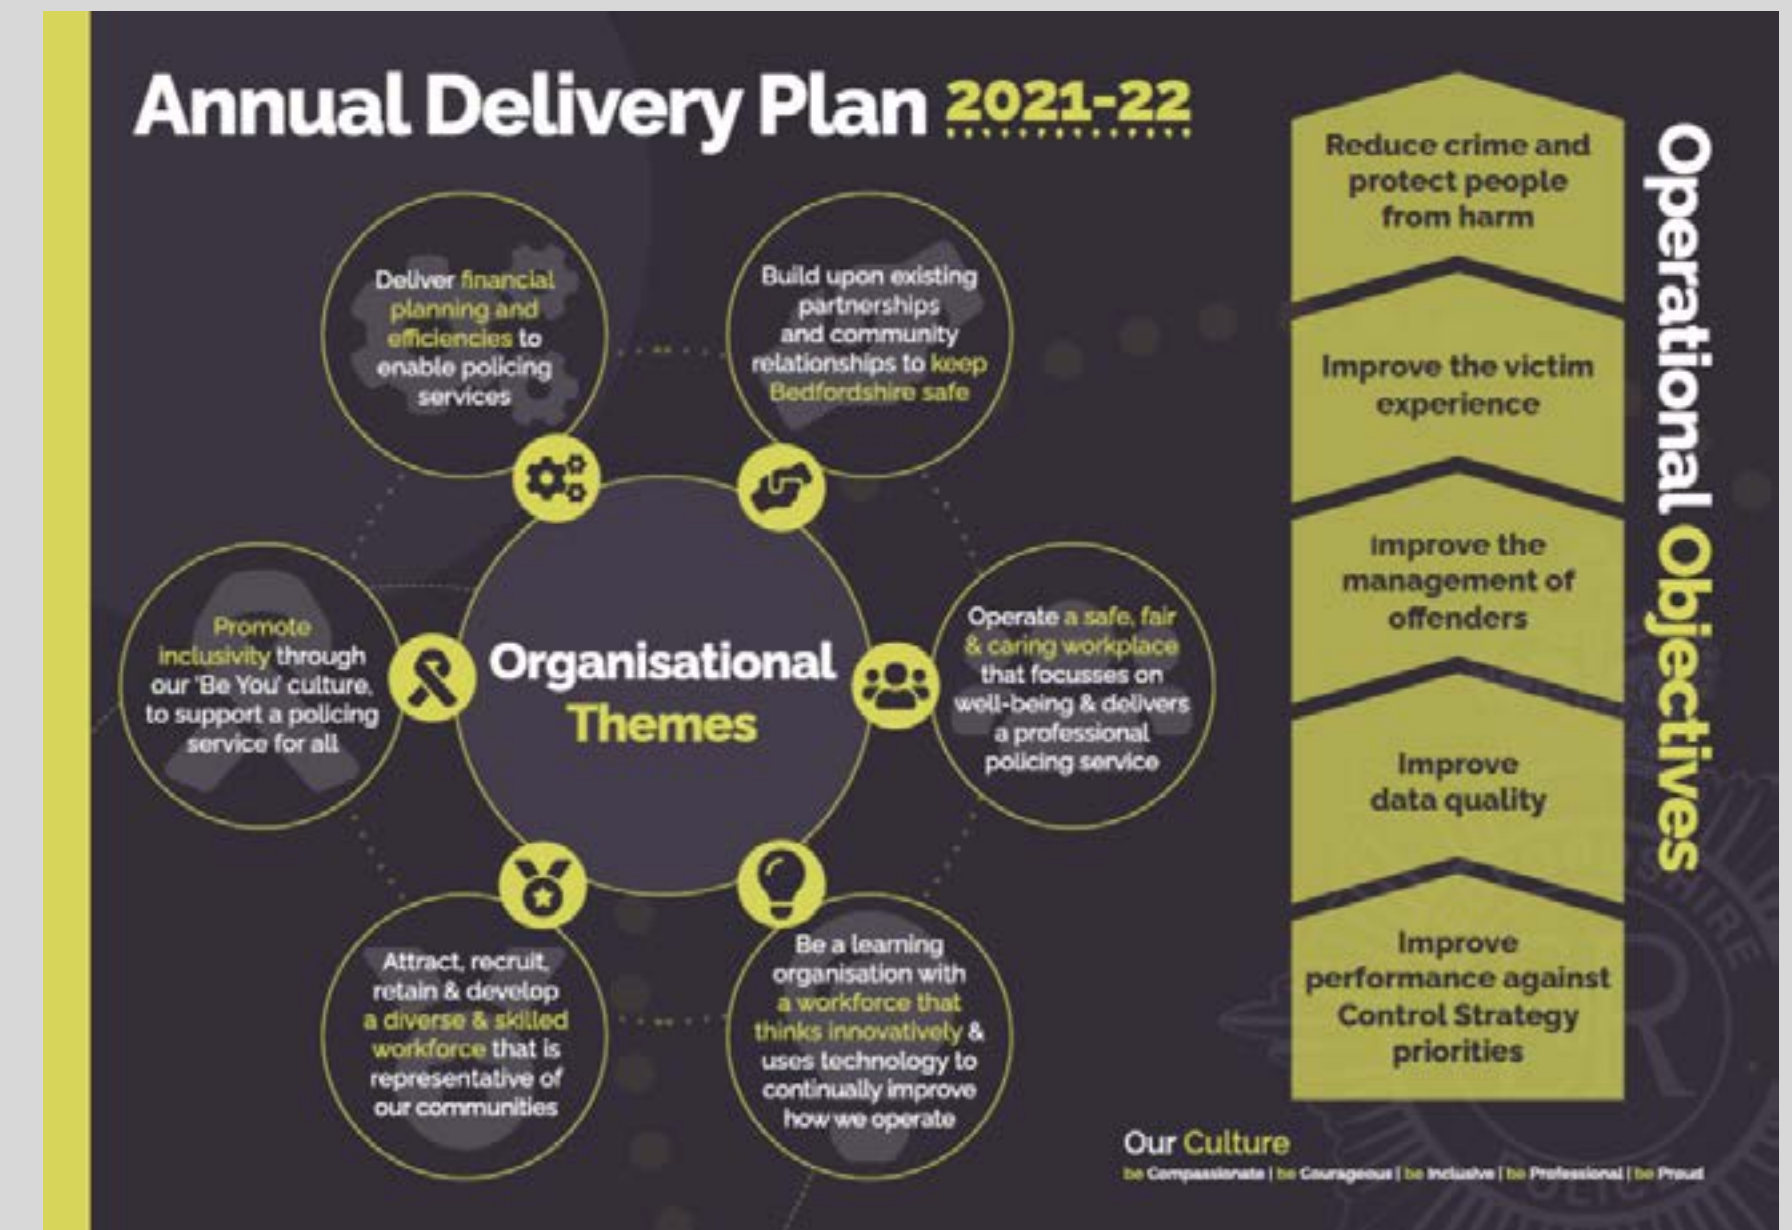 Annual Delivery Plan 2021-22
Deliver financial
planning and
efficiencies to
enable policing
services
Build upon existing
partnerships
and community
relationships to keep
Bedfordshire safe
Promote
inclusivity through
our 'Be You' culture,
to support a policing
service for all
Organisational
Themes
Operate a safe, fair
& caring workplace
that focusses on
well-being & delivers
a professional
policing service
Attract, recruit,
retain & develop
a diverse & skilled
workforce that is
representative of
our communities
Be a learning
organisation with
a workforce that
thinks innovatively &
uses technology to
continually improve
how we operate
Reduce crime and
protect people
from harm
Improve the victim
experience
Improve the
management of
offenders
Improve
data quality
Improve
performance against
Control Strategy
priorities
Operational Objectives
Our Culture
be Compassionate | be Courageous | be Inclusive | be Professional | be Proud